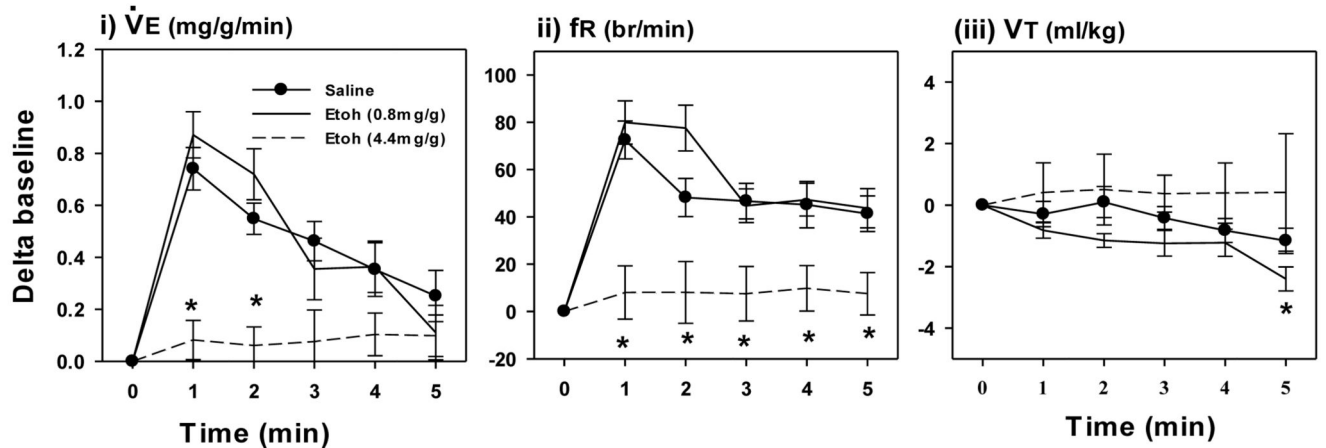 i) V̇E (mg/g/min)
1.2
1.0
0.8
0.6
0.4
0.2
0.0
Delta baseline
Saline
Etoh (0.8mg/g)
Etoh (4.4mg/g)
* *
0 1 2 3 4 5
Time (min)
ii) fR (br/min)
100
80
60
40
20
0
-20
* * * * *
0 1 2 3 4 5
(iii) VT (ml/kg)
4
2
0
-2
-4
*
0 1 2 3 4 5
Time (min)